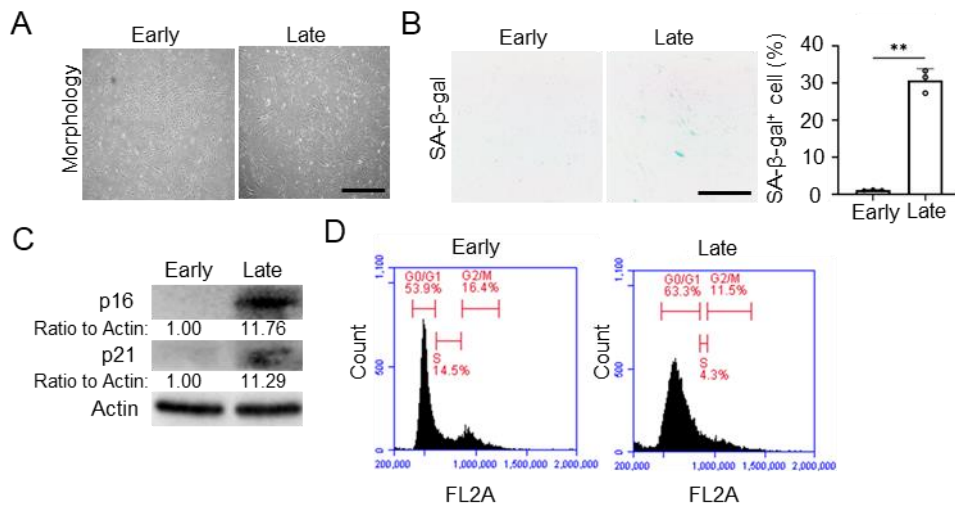 A
Early
Late
Morphology
B
Early
Late
SA-β-gal
SA-β-gal⁺ cell (%)
40
30
20
10
0
**
Early
Late
C
Early
Late
p16
Ratio to Actin: 1.00 11.76
p21
Ratio to Actin: 1.00 11.29
Actin
D
Early
1,100
500
0
Count
G0/G1
53.9%
G2/M
16.4%
S
14.5%
200,000 1,000,000 1,500,000 2,000,000
FL2A
Late
1,100
500
0
Count
G0/G1
63.3%
G2/M
11.5%
S
4.3%
200,000 1,000,000 1,500,000 2,000,000
FL2A